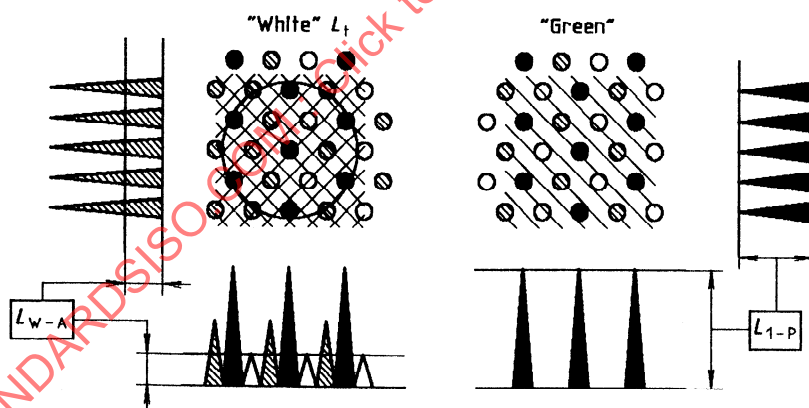 "White" Lt
"Green"
LW-A
L1-P
NDARDSISO.COM : Click to